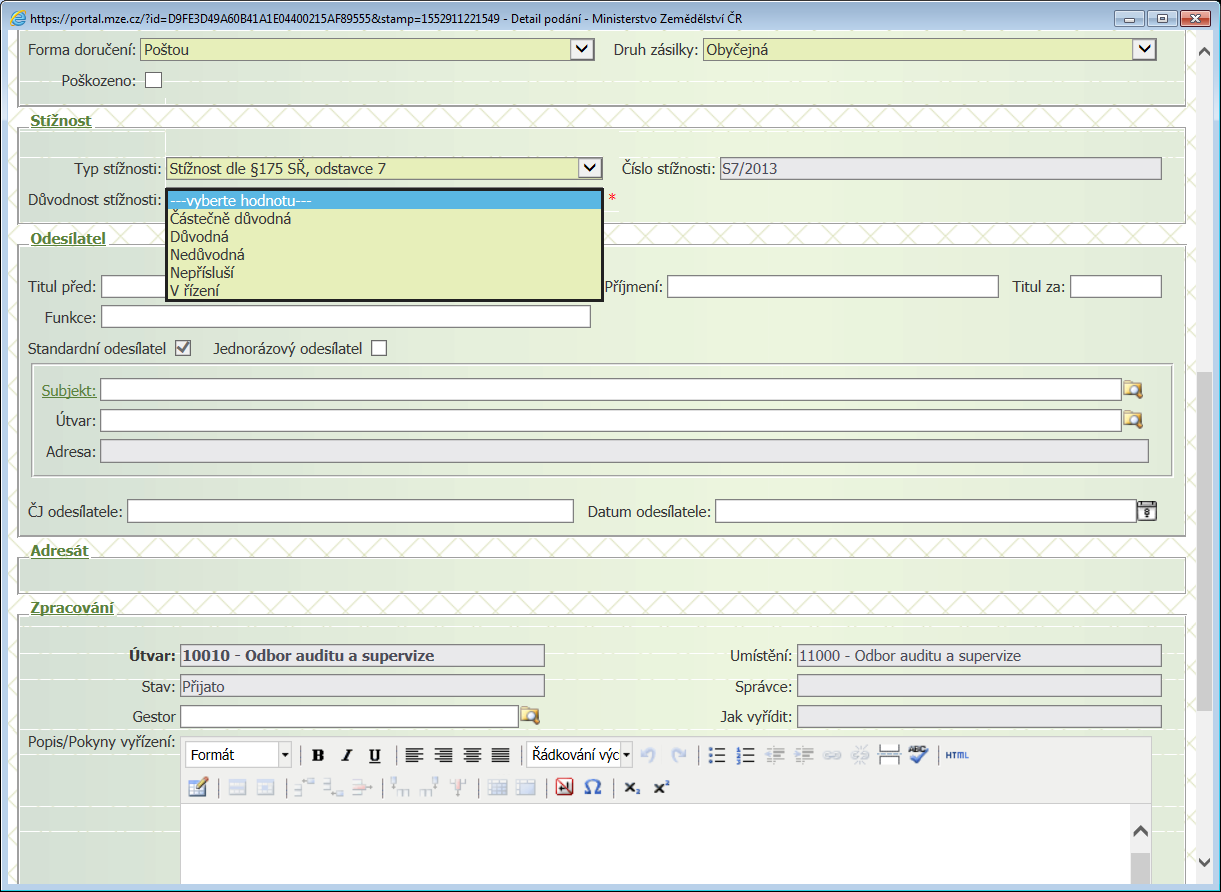 https://portal.mze.cz/?id=D9FE3D49A60B41A1E04400215AF89555&stamp=1552911221549 - Detail podání - Ministerstvo Zemědělství ČR
Forma doručení: Poštou Druh zásilky: Obyčejná
Poškozeno:
Stížnost
Typ stížnosti: Stížnost dle §175 SŘ, odstavce 7 Číslo stížnosti: S7/2013
Důvodnost stížnosti: ---vyberte hodnotu--- *
Částečně důvodná
Důvodná
Nedůvodná
Nepřísluší
V řízení
Odesílatel
Titul před: Příjmení: Titul za:
Funkce:
Standardní odesílatel Jednorázový odesílatel
Subjekt:
Útvar:
Adresa:
ČJ odesílatele: Datum odesílatele:
Adresát
Zpracování
Útvar: 10010 - Odbor auditu a supervize Umístění: 11000 - Odbor auditu a supervize
Stav: Přijato Správce:
Gestor Jak vyřídit:
Popis/Pokyny vyřízení:
Formát B I U Řádkování výc ABC HTML
Ω x₂ x²